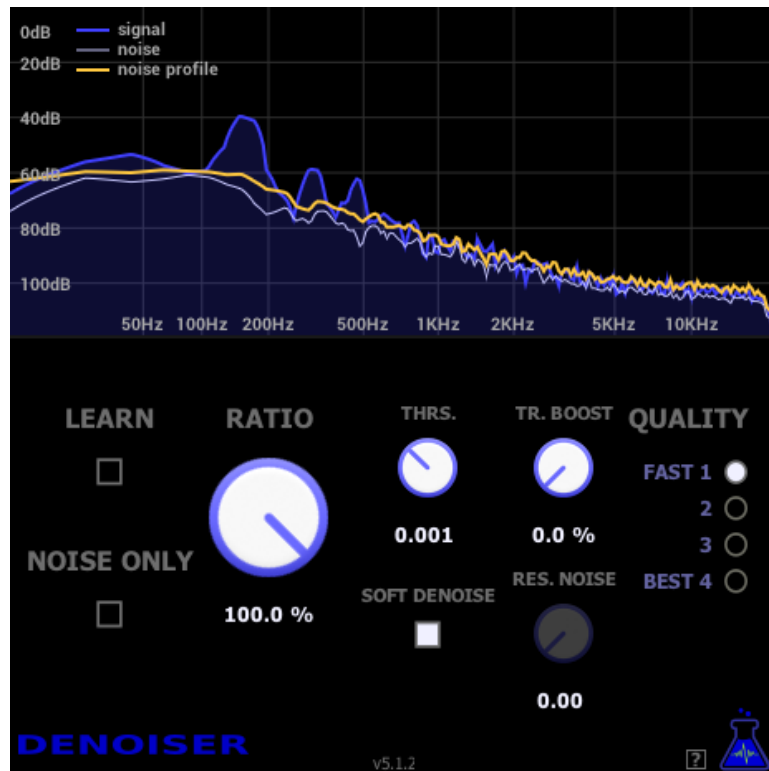 0dB
signal
noise
20dB
noise profile
40dB
60dB
80dB
100dB
50Hz 100Hz 200Hz 500Hz 1KHz 2KHz 5KHz 10KHz
LEARN RATIO THRS. TR. BOOST QUALITY
FAST 1
2
0.001 0.0 %
3
NOISE ONLY
RES. NOISE
BEST 4
SOFT DENOISE
100.0 %
0.00
DENOISER
v5.1.2
?